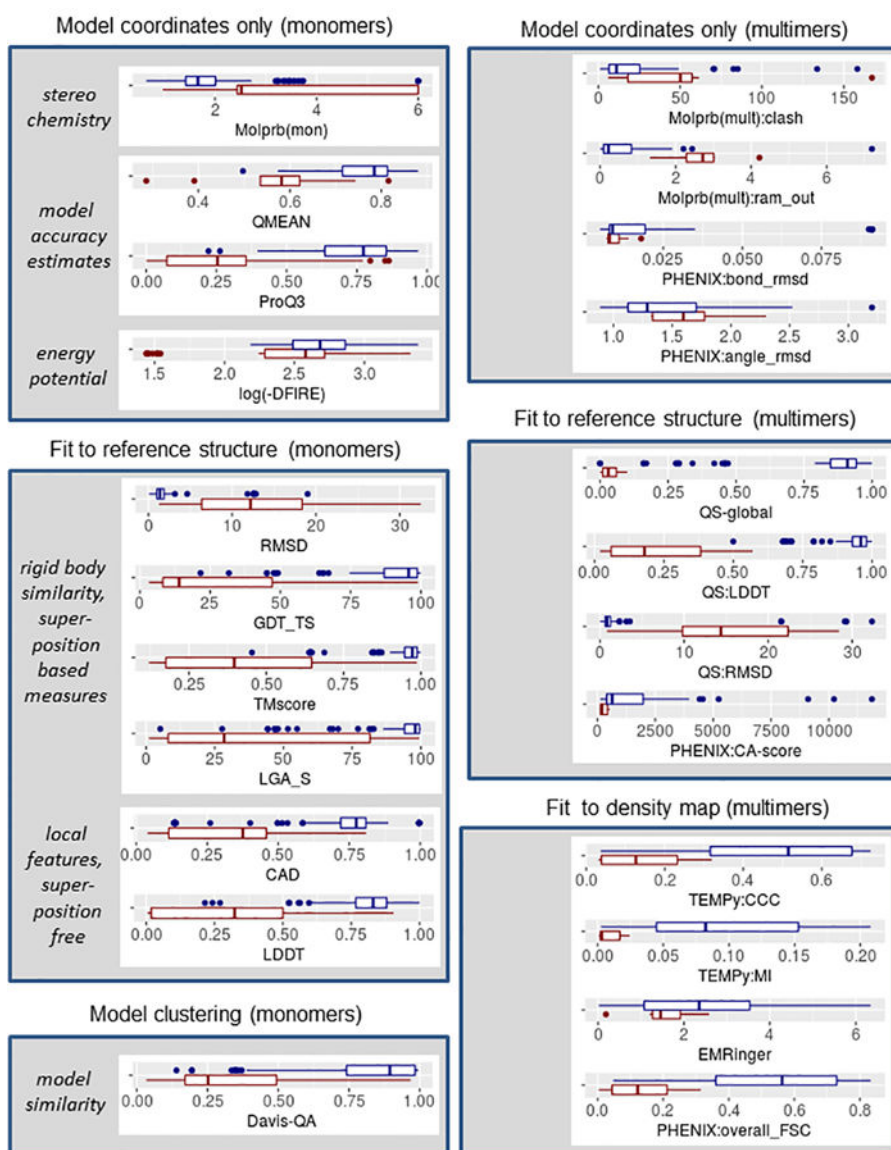 Model coordinates only (monomers)
stereo
chemistry
2 4 6
Molprb(mon)
model
accuracy
estimates
0.4 0.6 0.8
QMEAN
0.00 0.25 0.50 0.75 1.00
ProQ3
energy
potential
1.5 2.0 2.5 3.0
log(-DFIRE)
Fit to reference structure (monomers)
rigid body
similarity,
super-
position
based
measures
0 10 20 30
RMSD
0 25 50 75 100
GDT_TS
0.25 0.50 0.75 1.00
TMscore
0 25 50 75 100
LGA_S
local
features,
super-
position
free
0.00 0.25 0.50 0.75 1.00
CAD
0.00 0.25 0.50 0.75 1.00
LDDT
Model clustering (monomers)
model
similarity
0.00 0.25 0.50 0.75 1.00
Davis-QA
Model coordinates only (multimers)
0 50 100 150
Molprb(mult):clash
0 2 4 6
Molprb(mult):ram_out
0.025 0.050 0.075
PHENIX:bond_rmsd
1.0 1.5 2.0 2.5 3.0
PHENIX:angle_rmsd
Fit to reference structure (multimers)
0.00 0.25 0.50 0.75 1.00
QS-global
0.00 0.25 0.50 0.75 1.00
QS:LDDT
0 10 20 30
QS:RMSD
0 2500 5000 7500 10000
PHENIX:CA-score
Fit to density map (multimers)
0.0 0.2 0.4 0.6
TEMPy:CCC
0.00 0.05 0.10 0.15 0.20
TEMPy:MI
0 2 4 6
EMRinger
0.0 0.2 0.4 0.6 0.8
PHENIX:overall_FSC